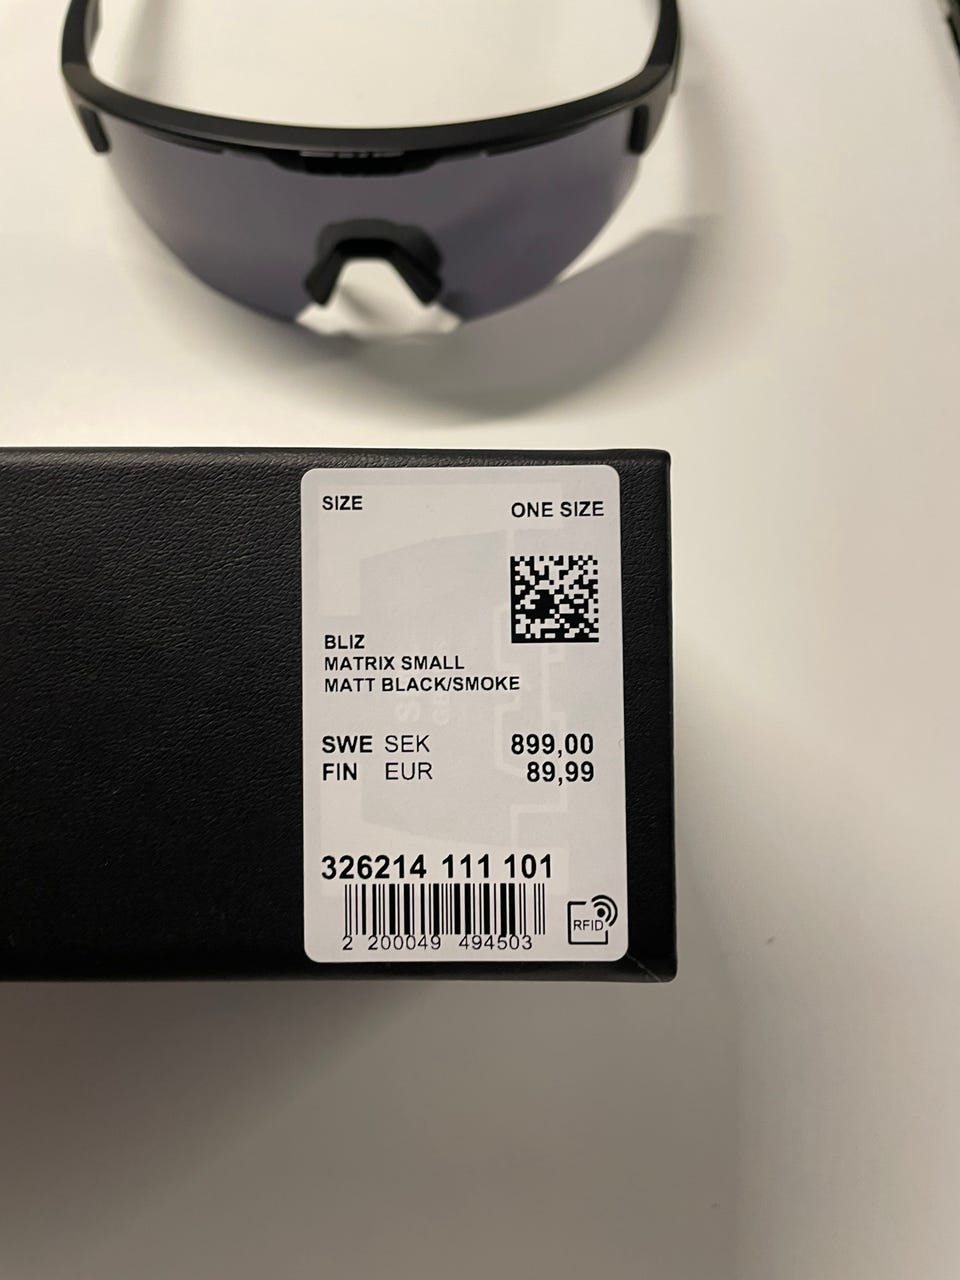 SIZE ONE SIZE
BLIZ
MATRIX SMALL
MATT BLACK/SMOKE
SWE SEK 899,00
FIN EUR 89,99
326214 111 101
2 200049 494503
RFID